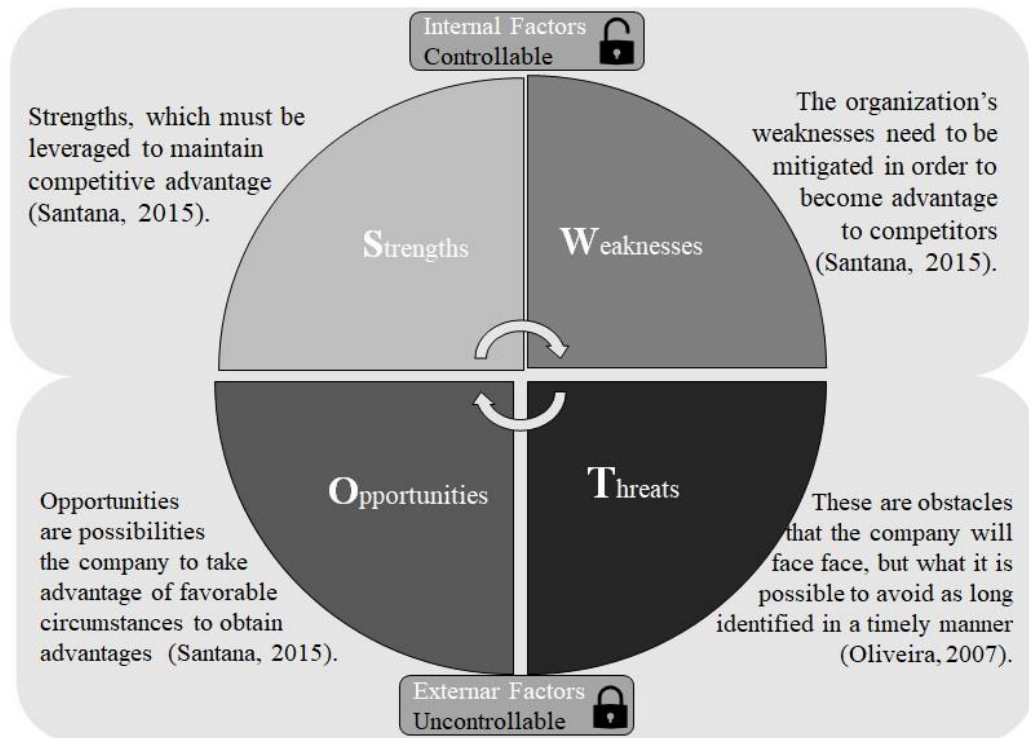 Internal Factors
Controllable
Strengths, which must be
leveraged to maintain
competitive advantage
(Santana, 2015).
The organization’s
weaknesses need to be
mitigated in order to
become advantage
to competitors
(Santana, 2015).
Strengths
Weaknesses
Opportunities
Threats
Opportunities
are possibilities
the company to take
advantage of favorable
circumstances to obtain
advantages (Santana, 2015).
These are obstacles
that the company will
face face, but what it is
possible to avoid as long
identified in a timely manner
(Oliveira, 2007).
Externar Factors
Uncontrollable